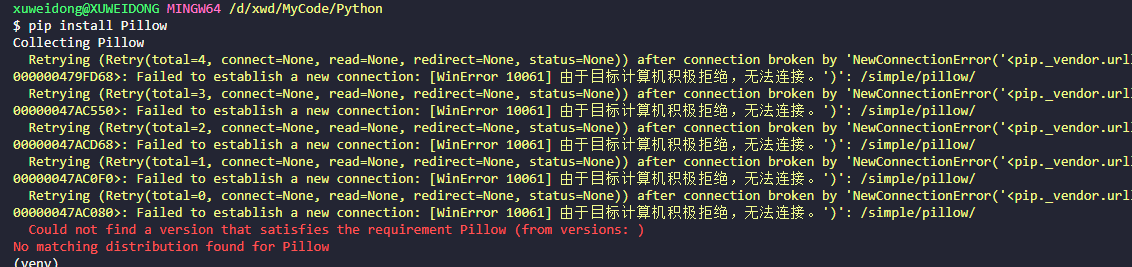 xuweidong@XUWEIDONG MINGW64 /d/xwd/MyCode/Python
$ pip install Pillow
Collecting Pillow
  Retrying (Retry(total=4, connect=None, read=None, redirect=None, status=None)) after connection broken by 'NewConnectionError('<pip._vendor.url
000000479FD68>: Failed to establish a new connection: [WinError 10061] 由于目标计算机积极拒绝，无法连接。')': /simple/pillow/
  Retrying (Retry(total=3, connect=None, read=None, redirect=None, status=None)) after connection broken by 'NewConnectionError('<pip._vendor.url
00000047AC550>: Failed to establish a new connection: [WinError 10061] 由于目标计算机积极拒绝，无法连接。')': /simple/pillow/
  Retrying (Retry(total=2, connect=None, read=None, redirect=None, status=None)) after connection broken by 'NewConnectionError('<pip._vendor.url
00000047ACD68>: Failed to establish a new connection: [WinError 10061] 由于目标计算机积极拒绝，无法连接。')': /simple/pillow/
  Retrying (Retry(total=1, connect=None, read=None, redirect=None, status=None)) after connection broken by 'NewConnectionError('<pip._vendor.url
00000047AC0F0>: Failed to establish a new connection: [WinError 10061] 由于目标计算机积极拒绝，无法连接。')': /simple/pillow/
  Retrying (Retry(total=0, connect=None, read=None, redirect=None, status=None)) after connection broken by 'NewConnectionError('<pip._vendor.url
00000047AC080>: Failed to establish a new connection: [WinError 10061] 由于目标计算机积极拒绝，无法连接。')': /simple/pillow/
  Could not find a version that satisfies the requirement Pillow (from versions: )
No matching distribution found for Pillow
(venv)